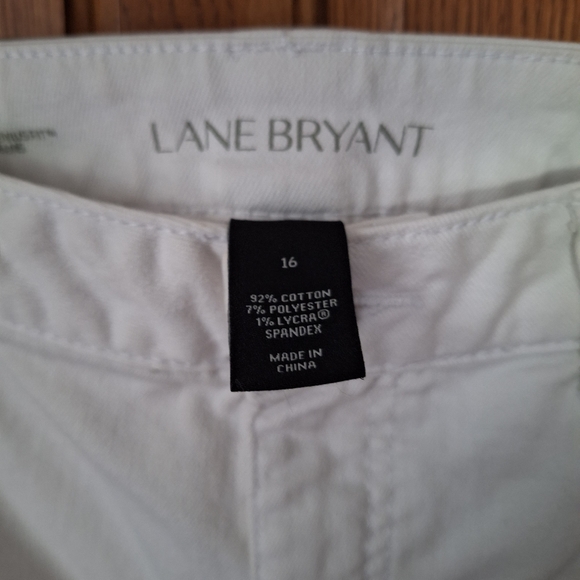 LANE BRYANT
16
92% COTTON
7% POLYESTER
1% LYCRA®
SPANDEX
MADE IN
CHINA